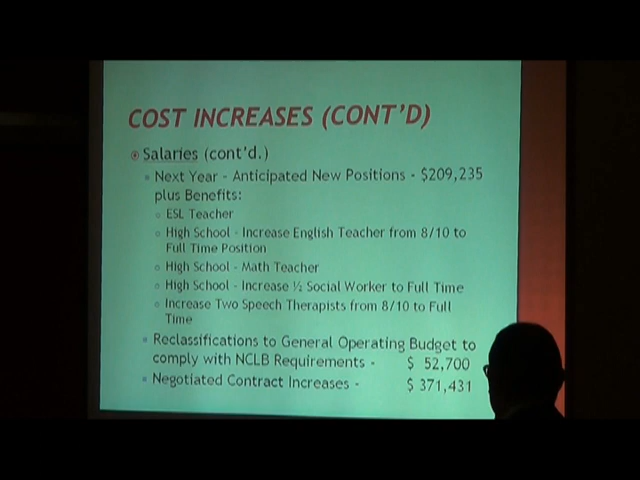 COST INCREASES (CONT'D)
Salaries (cont'd.)
Next Year - Anticipated New Positions - $209,235
plus Benefits:
ESL Teacher
High School - Increase English Teacher from 8/10 to
Full Time Position
High School - Math Teacher
High School - Increase ½ Social Worker to Full Time
Increase Two Speech Therapists from 8/10 to Full
Time
Reclassifications to General Operating Budget to
comply with NCLB Requirements - $ 52,700
Negotiated Contract Increases - $ 371,431